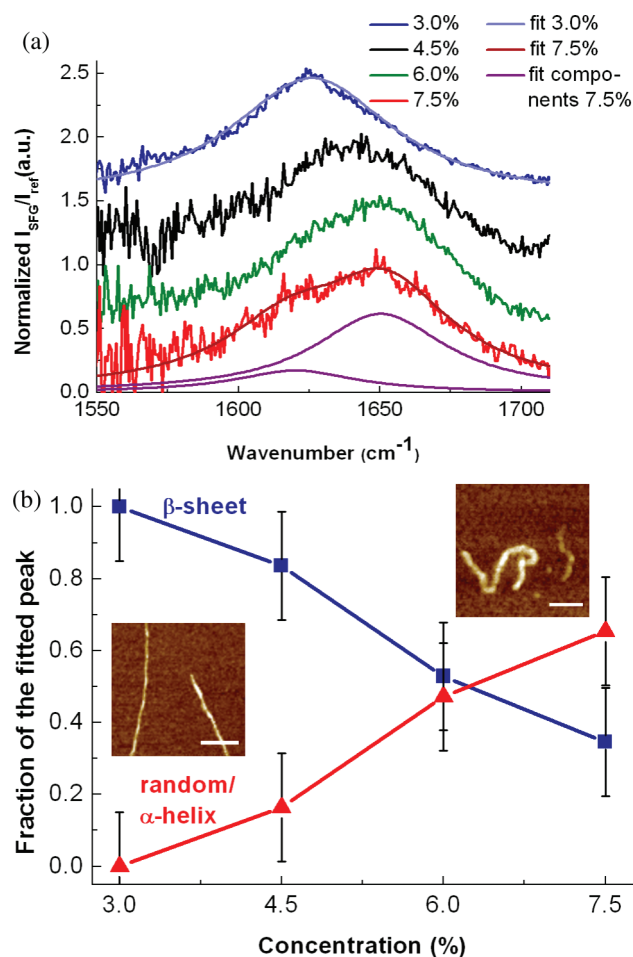 (a)
3.0% fit 3.0%
4.5% fit 7.5%
6.0% fit compo-
7.5% nents 7.5%
Normalized I_SFG/I_ref(a.u.)
2.5
2.0
1.5
1.0
0.5
0.0
1550 1600 1650 1700
Wavenumber (cm⁻¹)
(b)
β-sheet
random/
α-helix
Fraction of the fitted peak
1.0
0.8
0.6
0.4
0.2
0.0
3.0 4.5 6.0 7.5
Concentration (%)